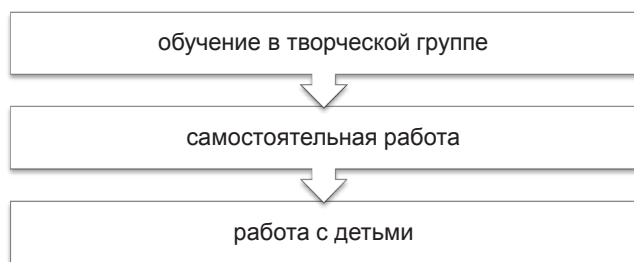 обучение в творческой группе
самостоятельная работа
работа с детьми